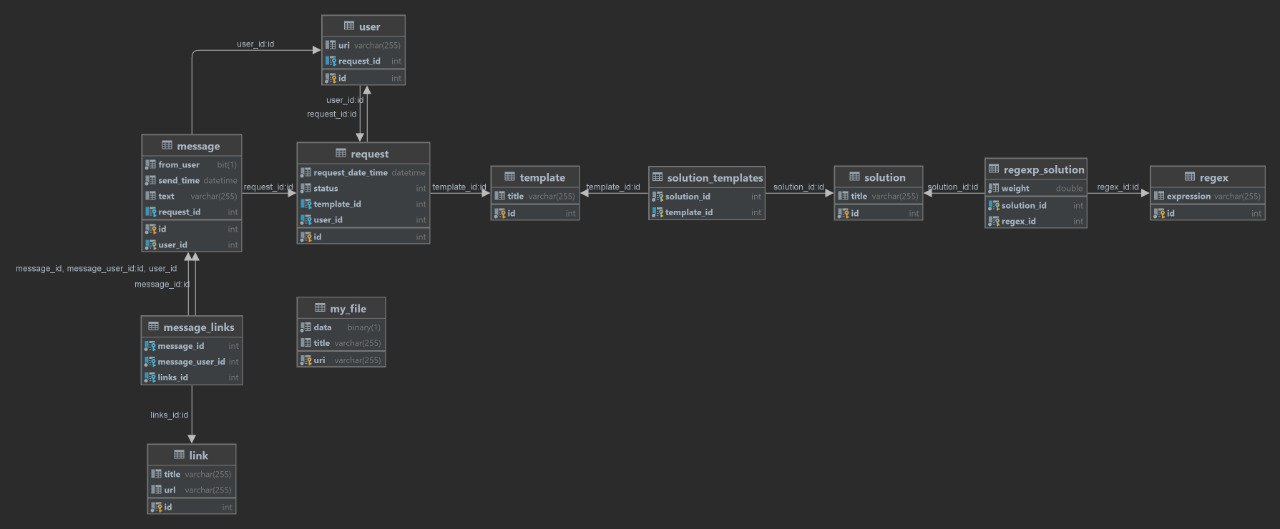 user
uri varchar(255)
request_id int
id int
user_id:id
user_id:id
request_id:id
message
from_user bit(1)
send_time datetime
text varchar(255)
request_id int
id int
user_id int
request_id:id
request
request_date_time datetime
status int
template_id int
user_id int
id int
template_id:id
template
title varchar(255)
id int
template_id:id
solution_templates
solution_id int
template_id int
solution_id:id
solution
title varchar(255)
id int
solution_id:id
regexp_solution
weight double
solution_id int
regex_id int
regex_id:id
regex
expression varchar(255)
id int
message_id, message_user_id:id, user_id
message_id:id
message_links
message_id int
message_user_id int
links_id int
my_file
data binary(1)
title varchar(255)
uri varchar(255)
links_id:id
link
title varchar(255)
url varchar(255)
id int